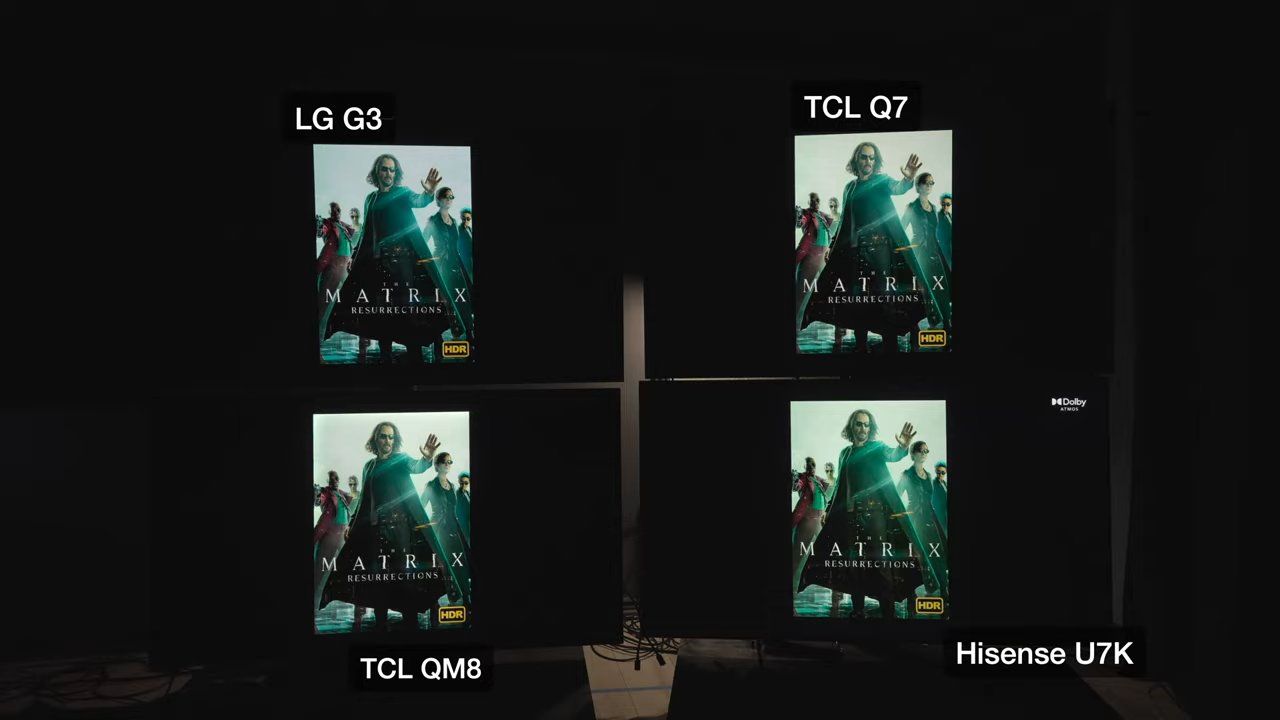 LG G3
THE
MATRIX
RESURRECTIONS
HDR
TCL Q7
THE
MATRIX
RESURRECTIONS
HDR
THE
MATRIX
RESURRECTIONS
HDR
TCL QM8
Dolby
ATMOS
THE
MATRIX
RESURRECTIONS
HDR
Hisense U7K